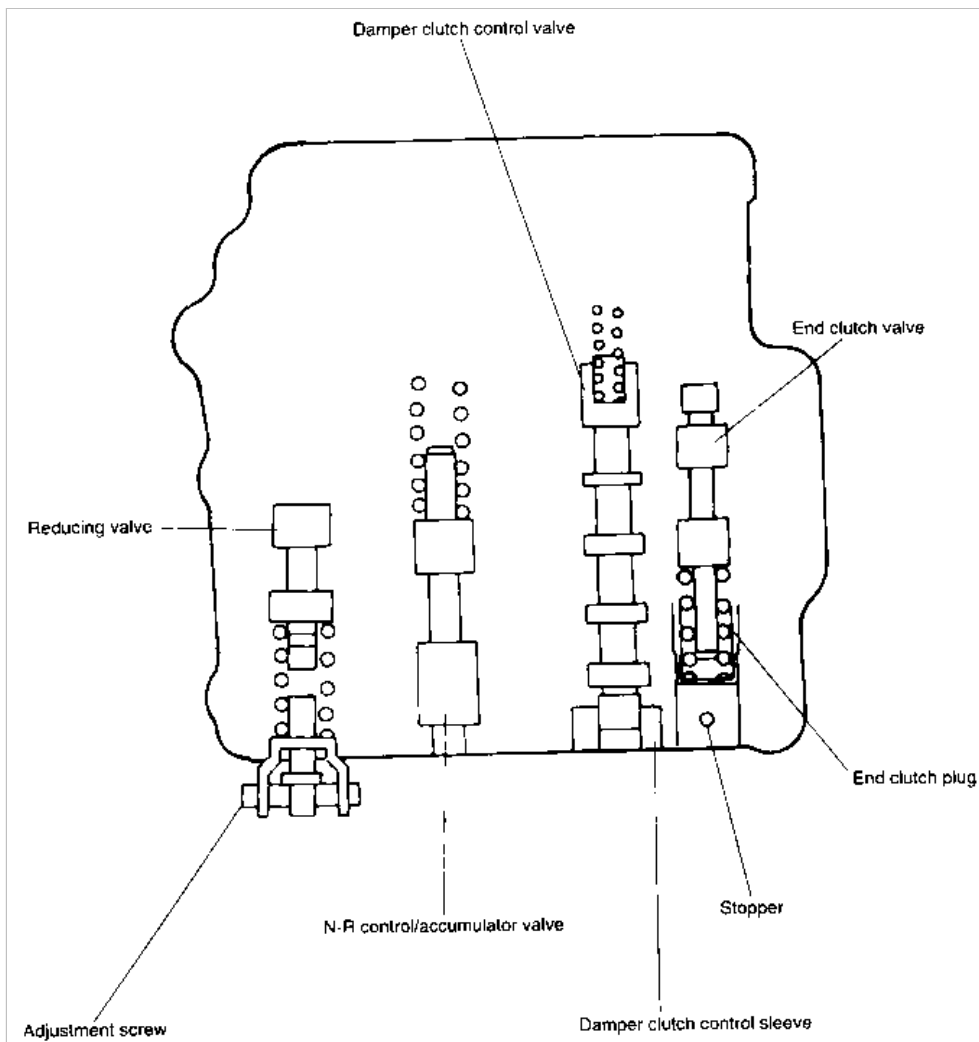 Damper clutch control valve
End clutch valve
Reducing valve
End clutch plug
Stopper
N-R control/accumulator valve
Adjustment screw
Damper clutch control sleeve